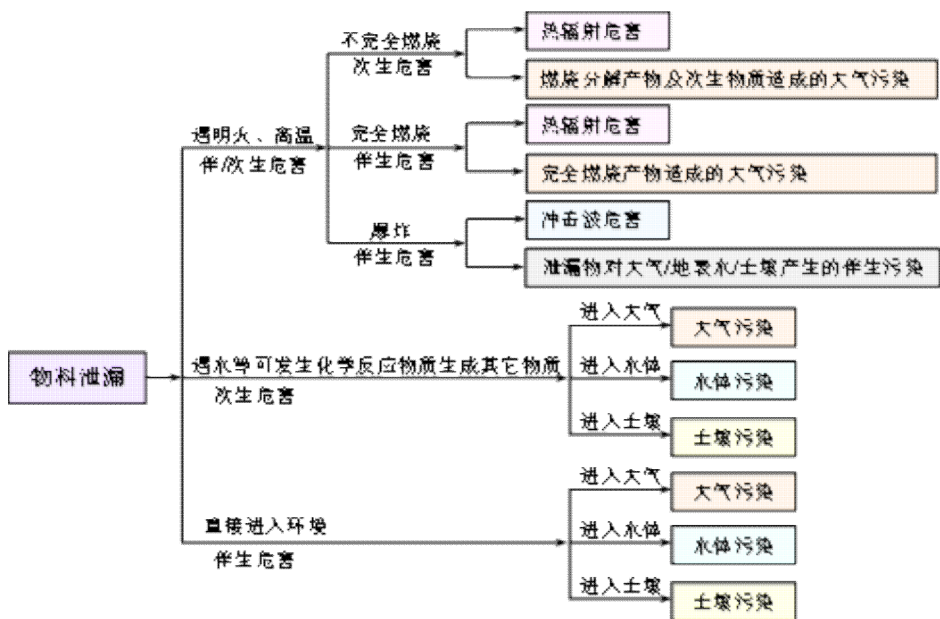 不完全燃烧
次生危害
热辐射危害
燃烧分解产物及次生物质造成的大气污染
遇明火、高温
伴/次生危害
完全燃烧
伴生危害
热辐射危害
完全燃烧产物造成的大气污染
爆炸
伴生危害
冲击波危害
泄漏物对大气/地表水/土壤产生的伴生污染
物料泄漏
遇水等可发生化学反应物质生成其它物质
次生危害
进入大气
大气污染
进入水体
水体污染
进入土壤
土壤污染
直接进入环境
伴生危害
进入大气
大气污染
进入水体
水体污染
进入土壤
土壤污染